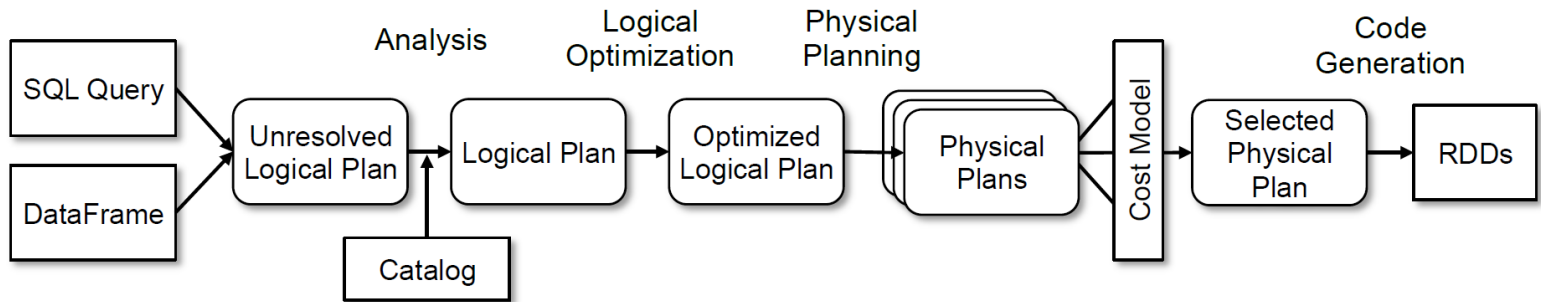 Analysis
Logical
Optimization
Physical
Planning
Code
Generation
SQL Query
DataFrame
Unresolved
Logical Plan
Catalog
Logical Plan
Optimized
Logical Plan
Physical
Plans
Cost Model
Selected
Physical
Plan
RDDs